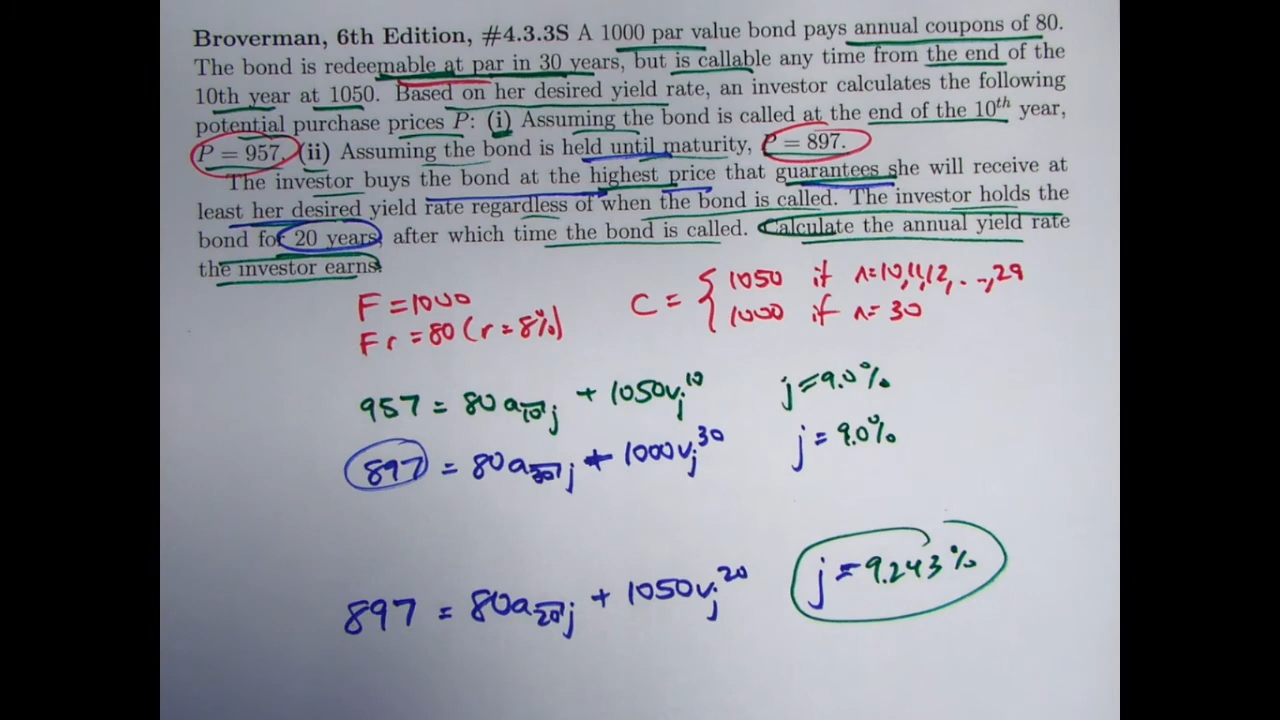 Broverman, 6th Edition, #4.3.3S A 1000 par value bond pays annual coupons of 80.
The bond is redeemable at par in 30 years, but is callable any time from the end of the
10th year at 1050. Based on her desired yield rate, an investor calculates the following
potential purchase prices P: (i) Assuming the bond is called at the end of the 10th year,
P = 957. (ii) Assuming the bond is held until maturity, P = 897.
The investor buys the bond at the highest price that guarantees she will receive at
least her desired yield rate regardless of when the bond is called. The investor holds the
bond for 20 years, after which time the bond is called. Calculate the annual yield rate
the investor earns.
F = 1000
Fr = 80 (r = 8%)
C = { 1050 if n=10,11,12,...,29
1000 if n=30
957 = 80a10⌉j + 1050vj^10 j=9.0%
897 = 80a30⌉j + 1000vj^30 j=9.0%
897 = 80a20⌉j + 1050vj^20 j=9.243%